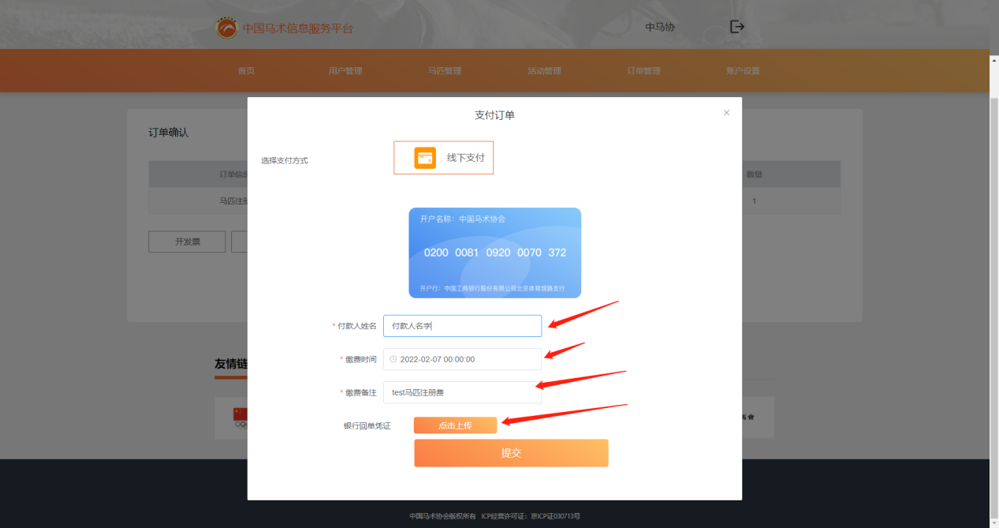 中国马术信息服务平台
中马协
首页 用户管理 马匹管理 活动管理 订单管理 账户设置
支付订单
订单确认
选择支付方式 线下支付
订单信息 数量
马匹注册 1
开户名称：中国马术协会
开发票
0200 0081 0920 0070 372
开户行：中国工商银行股份有限公司北京体育馆路支行
* 付款人姓名 付款人名字
* 缴费时间 2022-02-07 00:00:00
友情链
* 缴费备注 test马匹注册费
银行回单凭证 点击上传
提交
中国马术协会版权所有 ICP经营许可证：京ICP证030713号